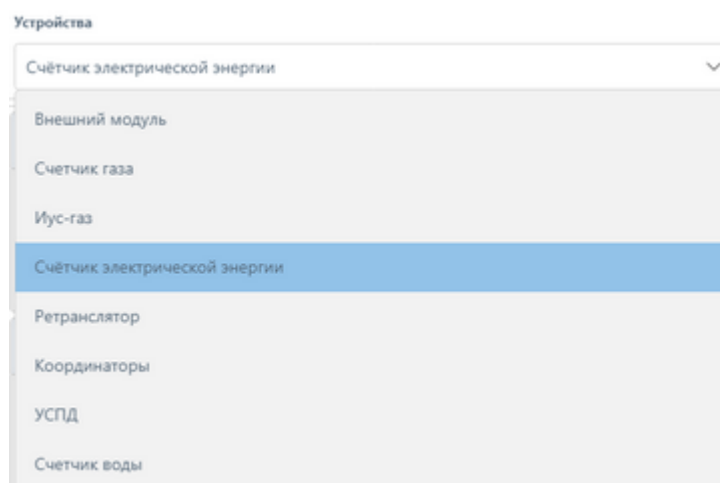 Устройства
Счётчик электрической энергии
Внешний модуль
Счетчик газа
Иус-газ
Счётчик электрической энергии
Ретранслятор
Координаторы
УСПД
Счетчик воды